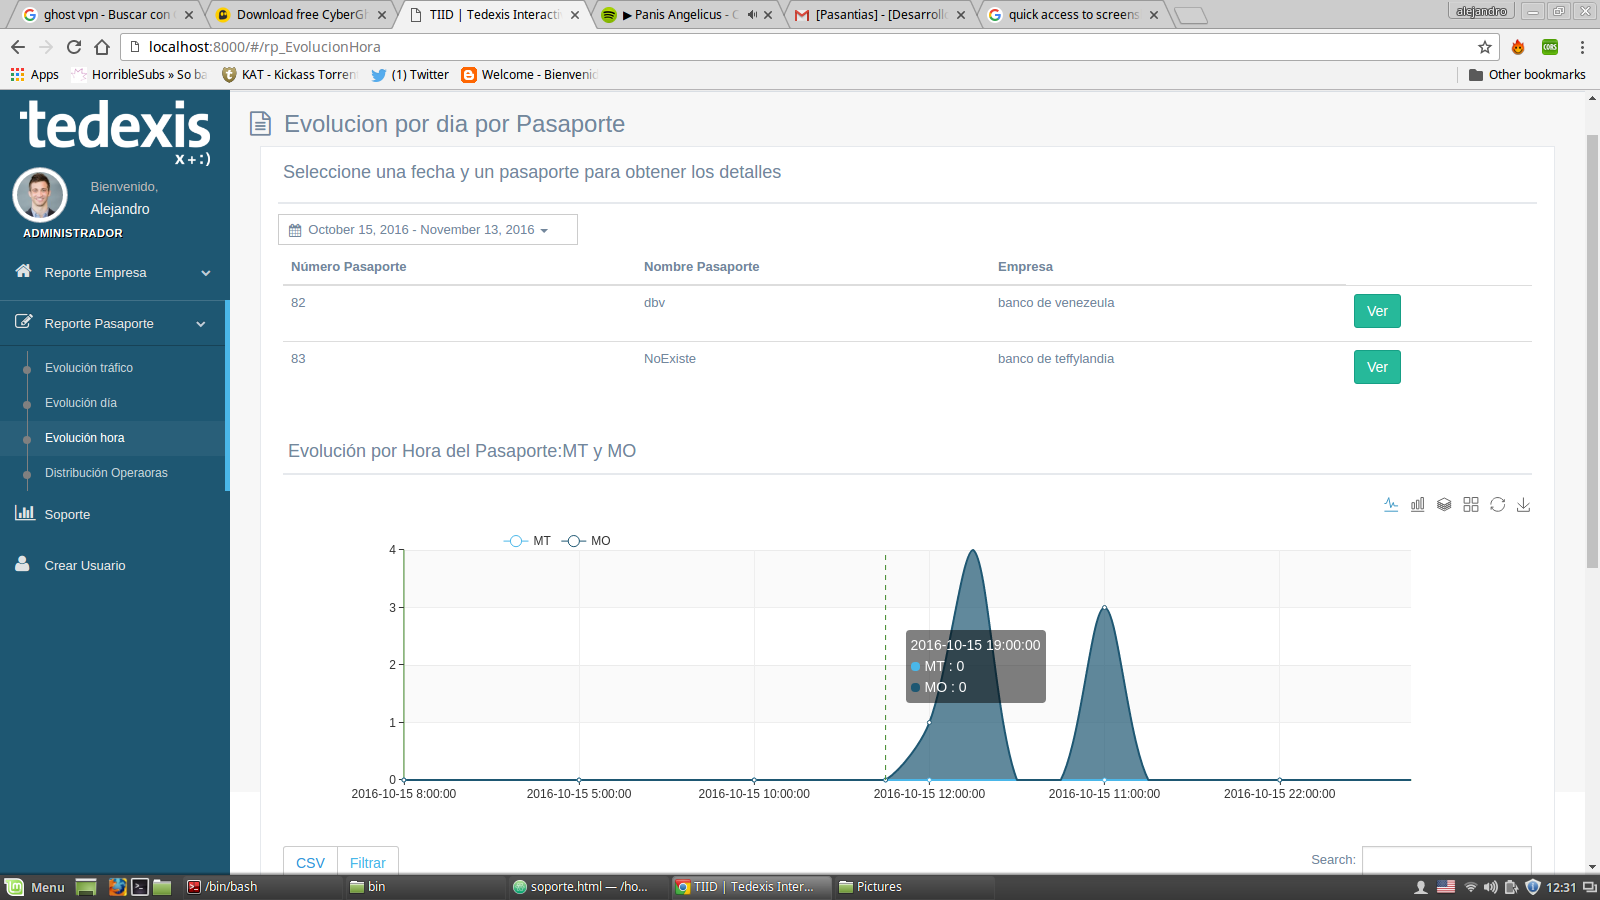 ghost vpn - Buscar con
Download free CyberGh
TIID | Tedexis Interacti
▶ Panis Angelicus - C
[Pasantias] - [Desarroll
quick access to screens
alejandro
localhost:8000/#/rp_EvolucionHora
CORS
Apps
HorribleSubs » So ba
KAT - Kickass Torren
(1) Twitter
Welcome - Bienvenid
Other bookmarks
tedexis
x+:)
Bienvenido,
Alejandro
ADMINISTRADOR
Reporte Empresa
Reporte Pasaporte
Evolución tráfico
Evolución día
Evolución hora
Distribución Operaoras
Soporte
Crear Usuario
Evolucion por dia por Pasaporte
Seleccione una fecha y un pasaporte para obtener los detalles
October 15, 2016 - November 13, 2016
Número Pasaporte Nombre Pasaporte Empresa
82 dbv banco de venezeula Ver
83 NoExiste banco de teffylandia Ver
Evolución por Hora del Pasaporte:MT y MO
MT MO
4
3
2
1
0
2016-10-15 19:00:00
MT : 0
MO : 0
2016-10-15 8:00:00 2016-10-15 5:00:00 2016-10-15 10:00:00 2016-10-15 12:00:00 2016-10-15 11:00:00 2016-10-15 22:00:00
CSV Filtrar
Search:
Menu
/bin/bash
bin
soporte.html — /ho...
TIID | Tedexis Inter...
Pictures
12:31